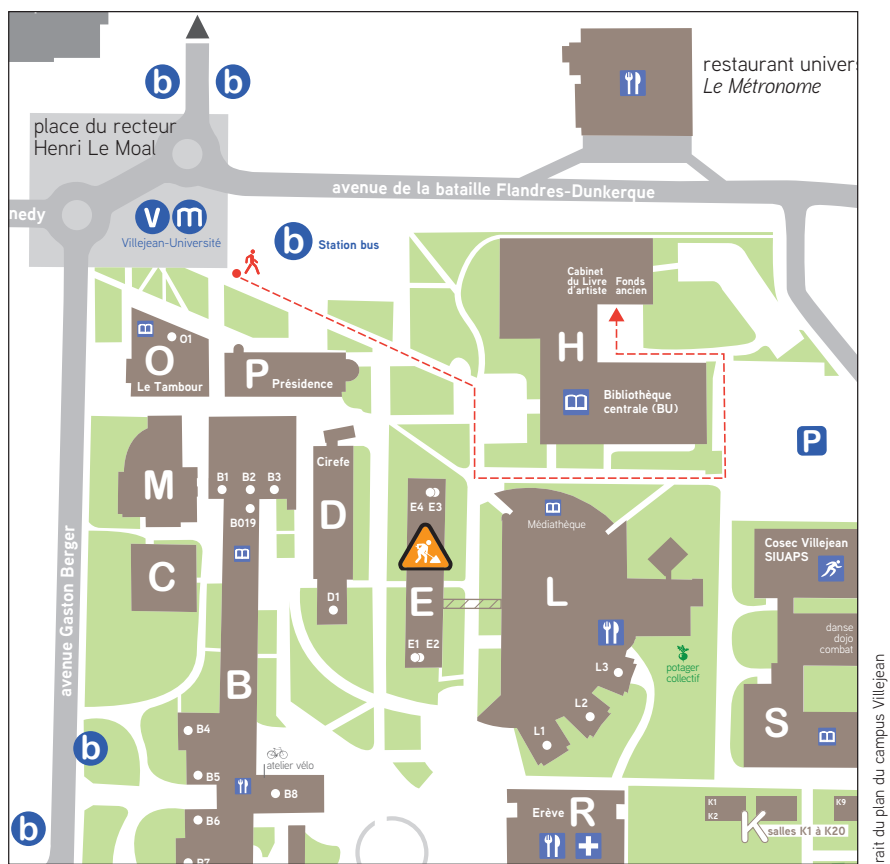 b
b
restaurant univers
Le Métronome
place du recteur
Henri Le Moal
avenue de la bataille Flandres-Dunkerque
nedy
v m
Villejean-Université
b Station bus
Cabinet
du Livre
d'artiste
Fonds
ancien
O1
O
Le Tambour
P
Présidence
H
Bibliothèque
centrale (BU)
P
M
B1 B2 B3
B019
Cirefe
D
E4 E3
Médiathèque
Cosec Villejean
SIUAPS
C
D1
E
L
danse
dojo
combat
avenue Gaston Berger
E1 E2
potager
collectif
B
L3
L2
L1
S
B4
b
atelier vélo
B5
B8
B6
B7
b
Erève
R
K1
K2
K9
K salles K1 à K20
rait du plan du campus Villejean